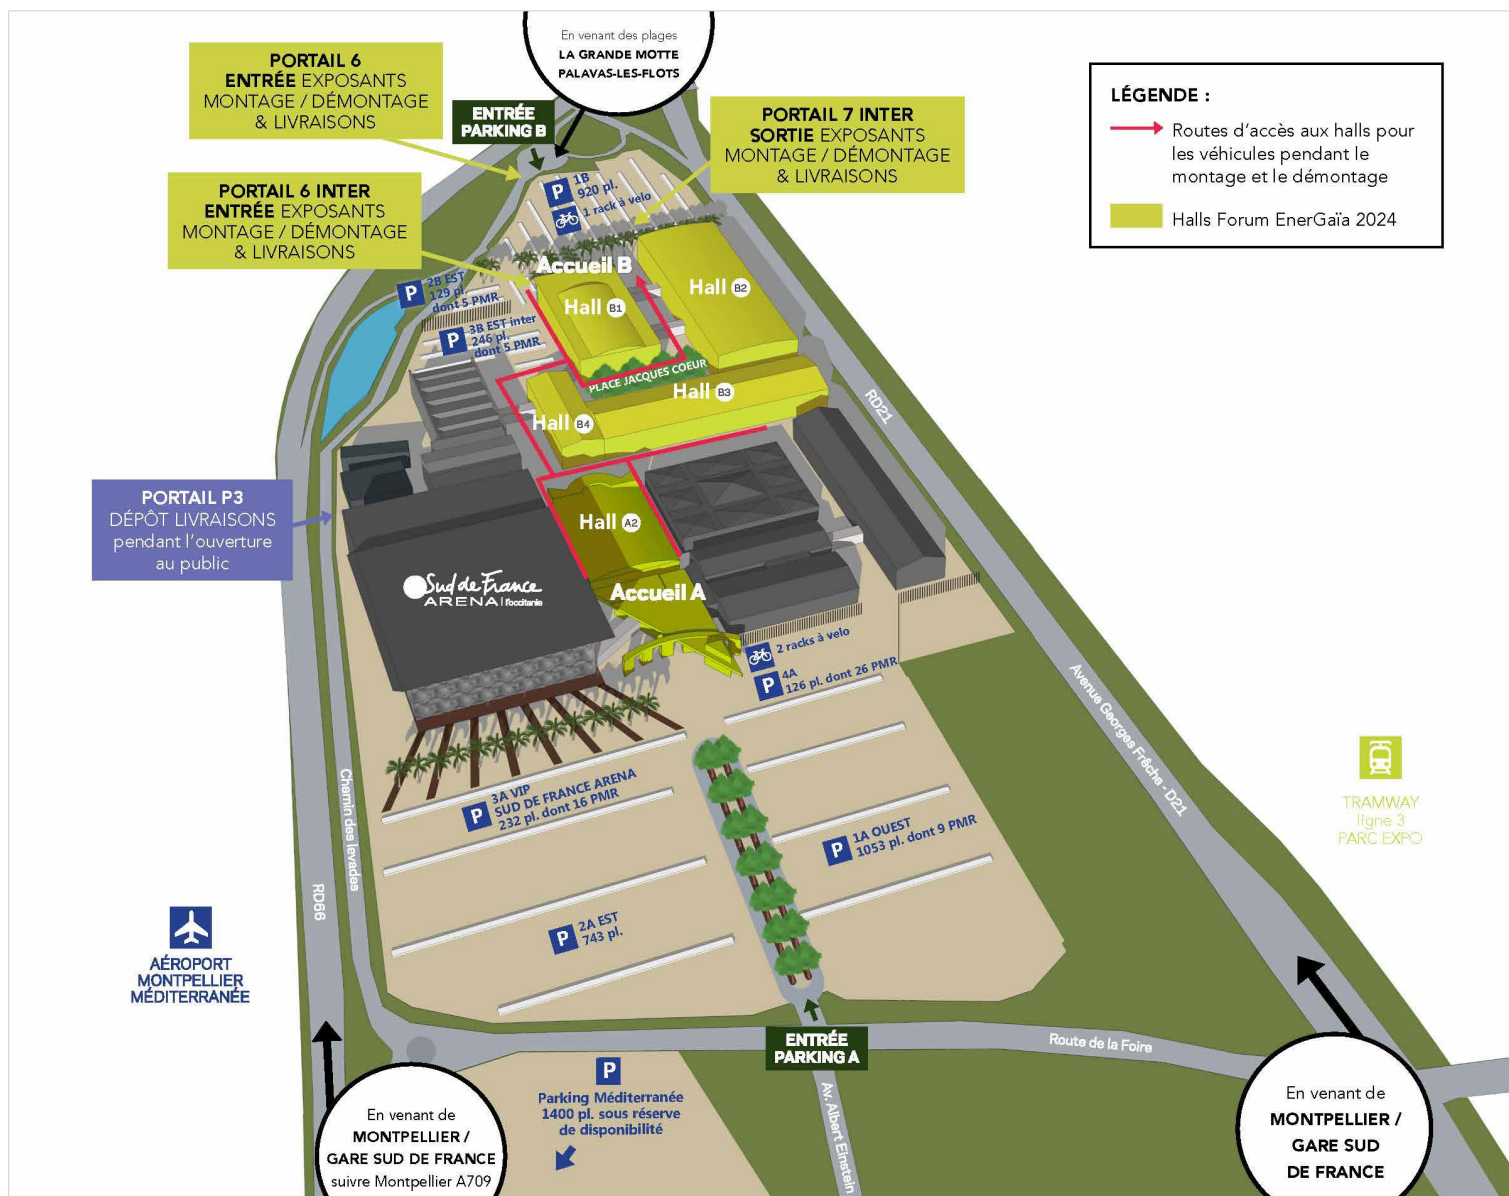 En venant des plages
LA GRANDE MOTTE
PALAVAS-LES-FLOTS
PORTAIL 6
ENTRÉE EXPOSANTS
MONTAGE / DÉMONTAGE
& LIVRAISONS
ENTRÉE
PARKING B
PORTAIL 7 INTER
SORTIE EXPOSANTS
MONTAGE / DÉMONTAGE
& LIVRAISONS
LÉGENDE :
Routes d'accès aux halls pour
les véhicules pendant le
montage et le démontage
Halls Forum EnerGaïa 2024
PORTAIL 6 INTER
ENTRÉE EXPOSANTS
MONTAGE / DÉMONTAGE
& LIVRAISONS
P 1B
920 pl.
1 rack à velo
Accueil B
P 2B EST
129 pl.
dont 5 PMR
P 3B EST inter
246 pl.
dont 5 PMR
Hall B1
Hall B2
PLACE JACQUES COEUR
Hall B3
Hall B4
RD21
PORTAIL P3
DÉPÔT LIVRAISONS
pendant l'ouverture
au public
Hall A2
Sud de France
ARENA | l'occitanie
Accueil A
2 racks à velo
P 4A
126 pl. dont 26 PMR
Avenue Georges Frêche - D21
TRAMWAY
ligne 3
PARC EXPO
P 3A VIP
SUD DE FRANCE ARENA
232 pl. dont 16 PMR
P 1A OUEST
1053 pl. dont 9 PMR
Chemin des levades
RD66
P 2A EST
743 pl.
AÉROPORT
MONTPELLIER
MÉDITERRANÉE
ENTRÉE
PARKING A
Route de la Foire
Av. Albert Einstein
P
Parking Méditerranée
1400 pl. sous réserve
de disponibilité
En venant de
MONTPELLIER /
GARE SUD DE FRANCE
suivre Montpellier A709
En venant de
MONTPELLIER /
GARE SUD
DE FRANCE